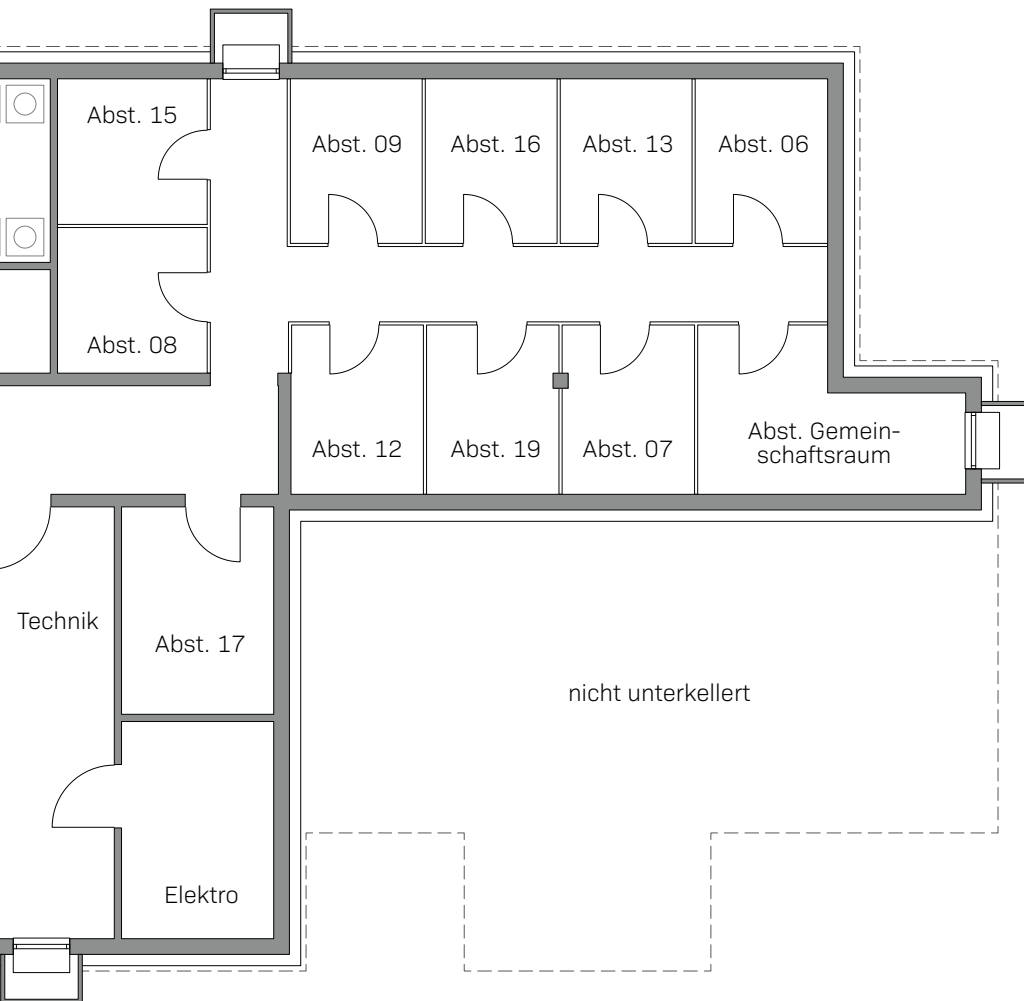 Abst. 15
Abst. 09
Abst. 16
Abst. 13
Abst. 06
Abst. 08
Abst. 12
Abst. 19
Abst. 07
Abst. Gemein-
schaftsraum
Technik
Abst. 17
nicht unterkellert
Elektro